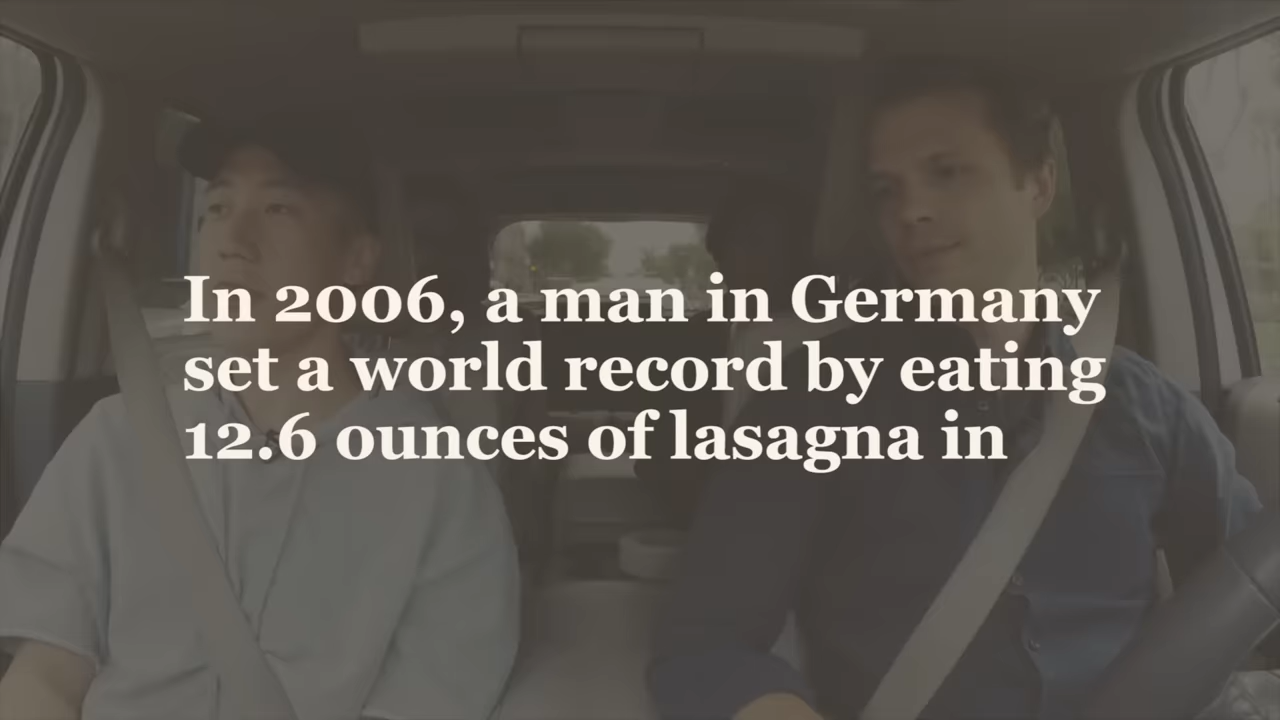 In 2006, a man in Germany
set a world record by eating
12.6 ounces of lasagna in